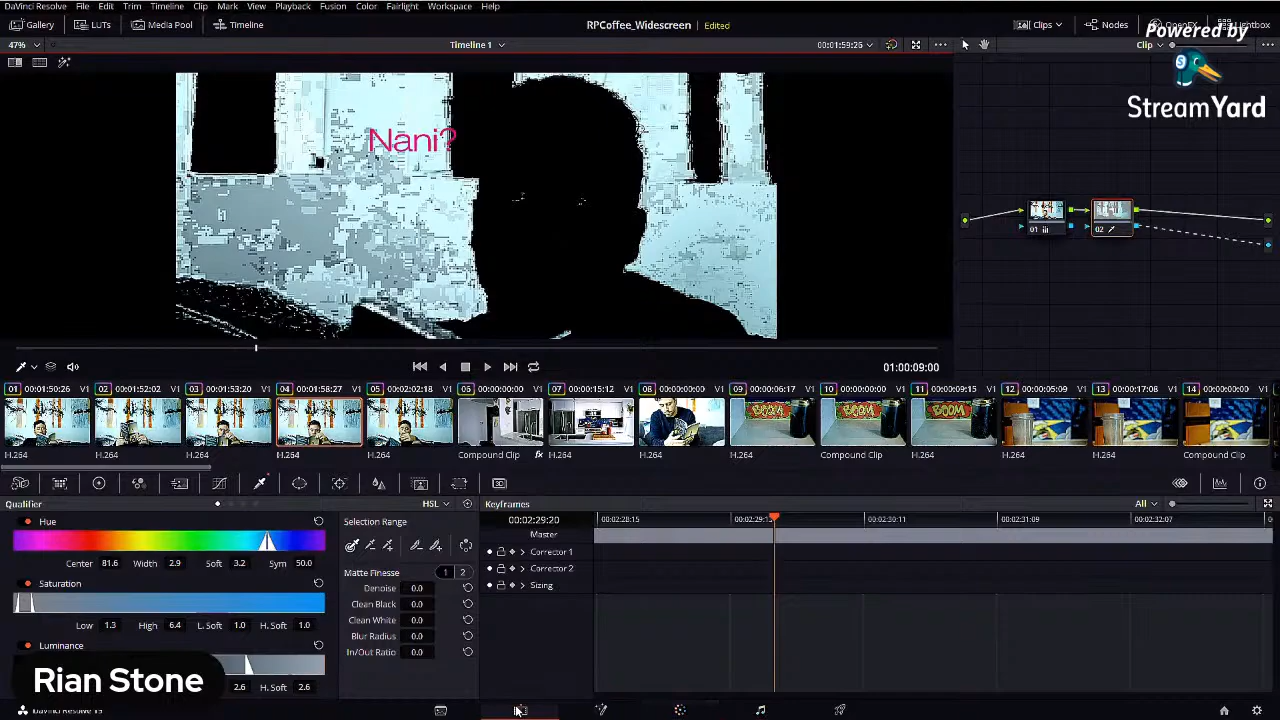 DaVinci Resolve File Edit Trim Timeline Clip Mark View Playback Fusion Color Fairlight Workspace Help
Gallery LUTs Media Pool Timeline RPCoffee_Widescreen Edited Clips Nodes OpenFX Lightbox
Powered by
StreamYard
47% Timeline 1 00:01:59:26 Clip
Nani?
01 02
01:00:09:00
01 00:01:50:26 V1 02 00:01:52:02 V1 03 00:01:53:20 V1 04 00:01:58:27 V1 05 00:02:02:18 V1 06 00:00:00:00 V1 07 00:00:15:12 V1 08 00:00:00:00 V1 09 00:00:06:17 V1 10 00:00:00:00 V1 11 00:00:09:15 V1 12 00:00:05:09 V1 13 00:00:17:08 V1 14 00:00:00:00 V1
BOOM BOOM BOOM
H.264 H.264 H.264 H.264 H.264 Compound Clip fx H.264 H.264 H.264 Compound Clip H.264 H.264 H.264 Compound Clip
Qualifier HSL Keyframes All
Hue Selection Range 00:02:29:20 00:02:28:15 00:02:30:11 00:02:31:09 00:02:32:07
Master
Center 81.6 Width 2.9 Soft 3.2 Sym 50.0
Corrector 1
Matte Finesse 1 2 Corrector 2
Saturation Denoise 0.0 Sizing
Clean Black 0.0
Low 1.3 High 6.4 L. Soft 1.0 H. Soft 1.0 Clean White 0.0
Blur Radius 0.0
Luminance In/Out Ratio 0.0
2.6 H. Soft 2.6
Rian Stone